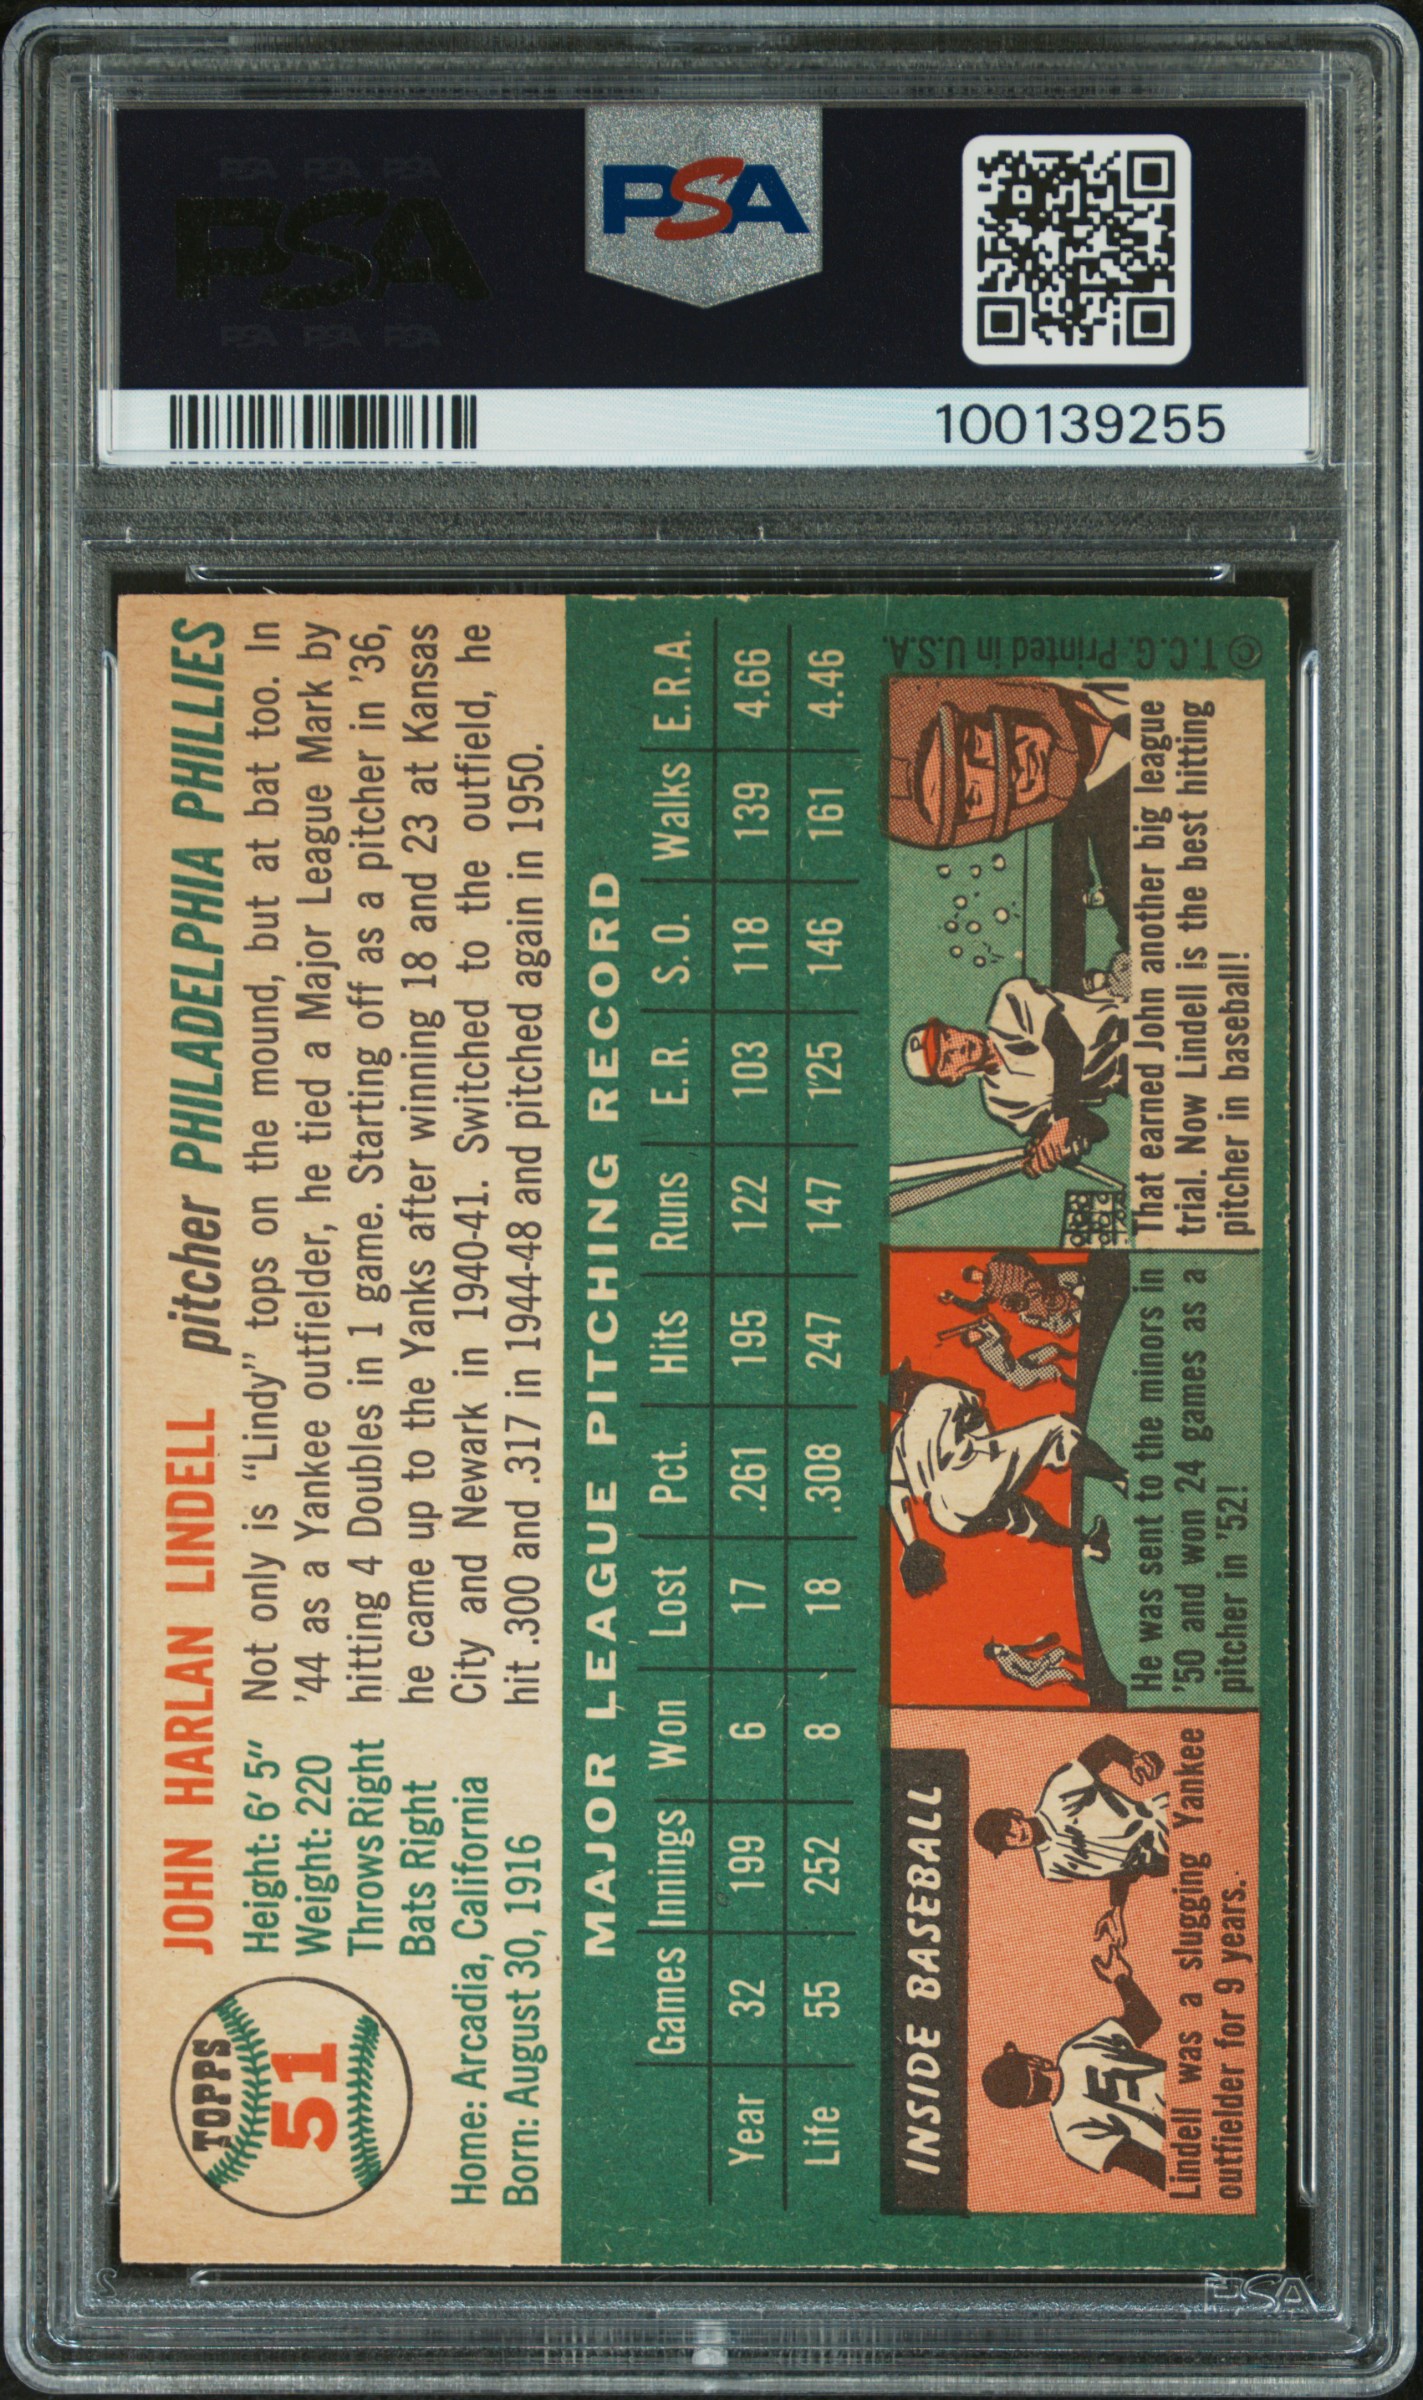 PSA PSA PSA
PSA
PSA PSA PSA
PSA
100139255
TOPPS
51
JOHN HARLAN LINDELL pitcher PHILADELPHIA PHILLIES
Height: 6' 5"
Weight: 220
Throws Right
Bats Right
Home: Arcadia, California
Born: August 30, 1916
Not only is "Lindy" tops on the mound, but at bat too. In
'44 as a Yankee outfielder, he tied a Major League Mark by
hitting 4 Doubles in 1 game. Starting off as a pitcher in '36,
he came up to the Yanks after winning 18 and 23 at Kansas
City and Newark in 1940-41. Switched to the outfield, he
hit .300 and .317 in 1944-48 and pitched again in 1950.
MAJOR LEAGUE PITCHING RECORD
Games Innings Won Lost Pct. Hits Runs E.R. S.O. Walks E.R.A.
Year 32 199 6 17 .261 195 122 103 118 139 4.66
Life 55 252 8 18 .308 247 147 125 146 161 4.46
INSIDE BASEBALL
Lindell was a slugging Yankee
outfielder for 9 years.
He was sent to the minors in
'50 and won 24 games as a
pitcher in '52!
P
That earned John another big league
trial. Now Lindell is the best hitting
pitcher in baseball!
© T.C.G. Printed in U.S.A.
PSA